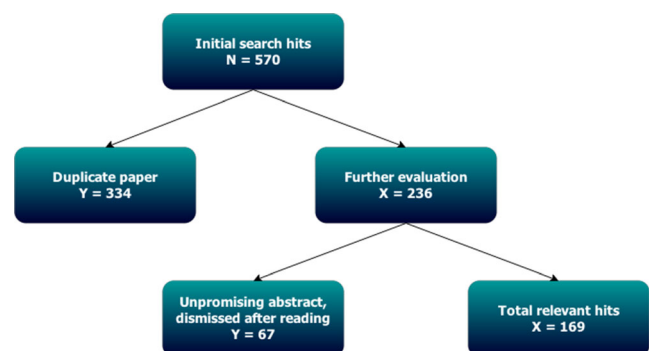 Initial search hits
N = 570
Duplicate paper
Y = 334
Further evaluation
X = 236
Unpromising abstract,
dismissed after reading
Y = 67
Total relevant hits
X = 169